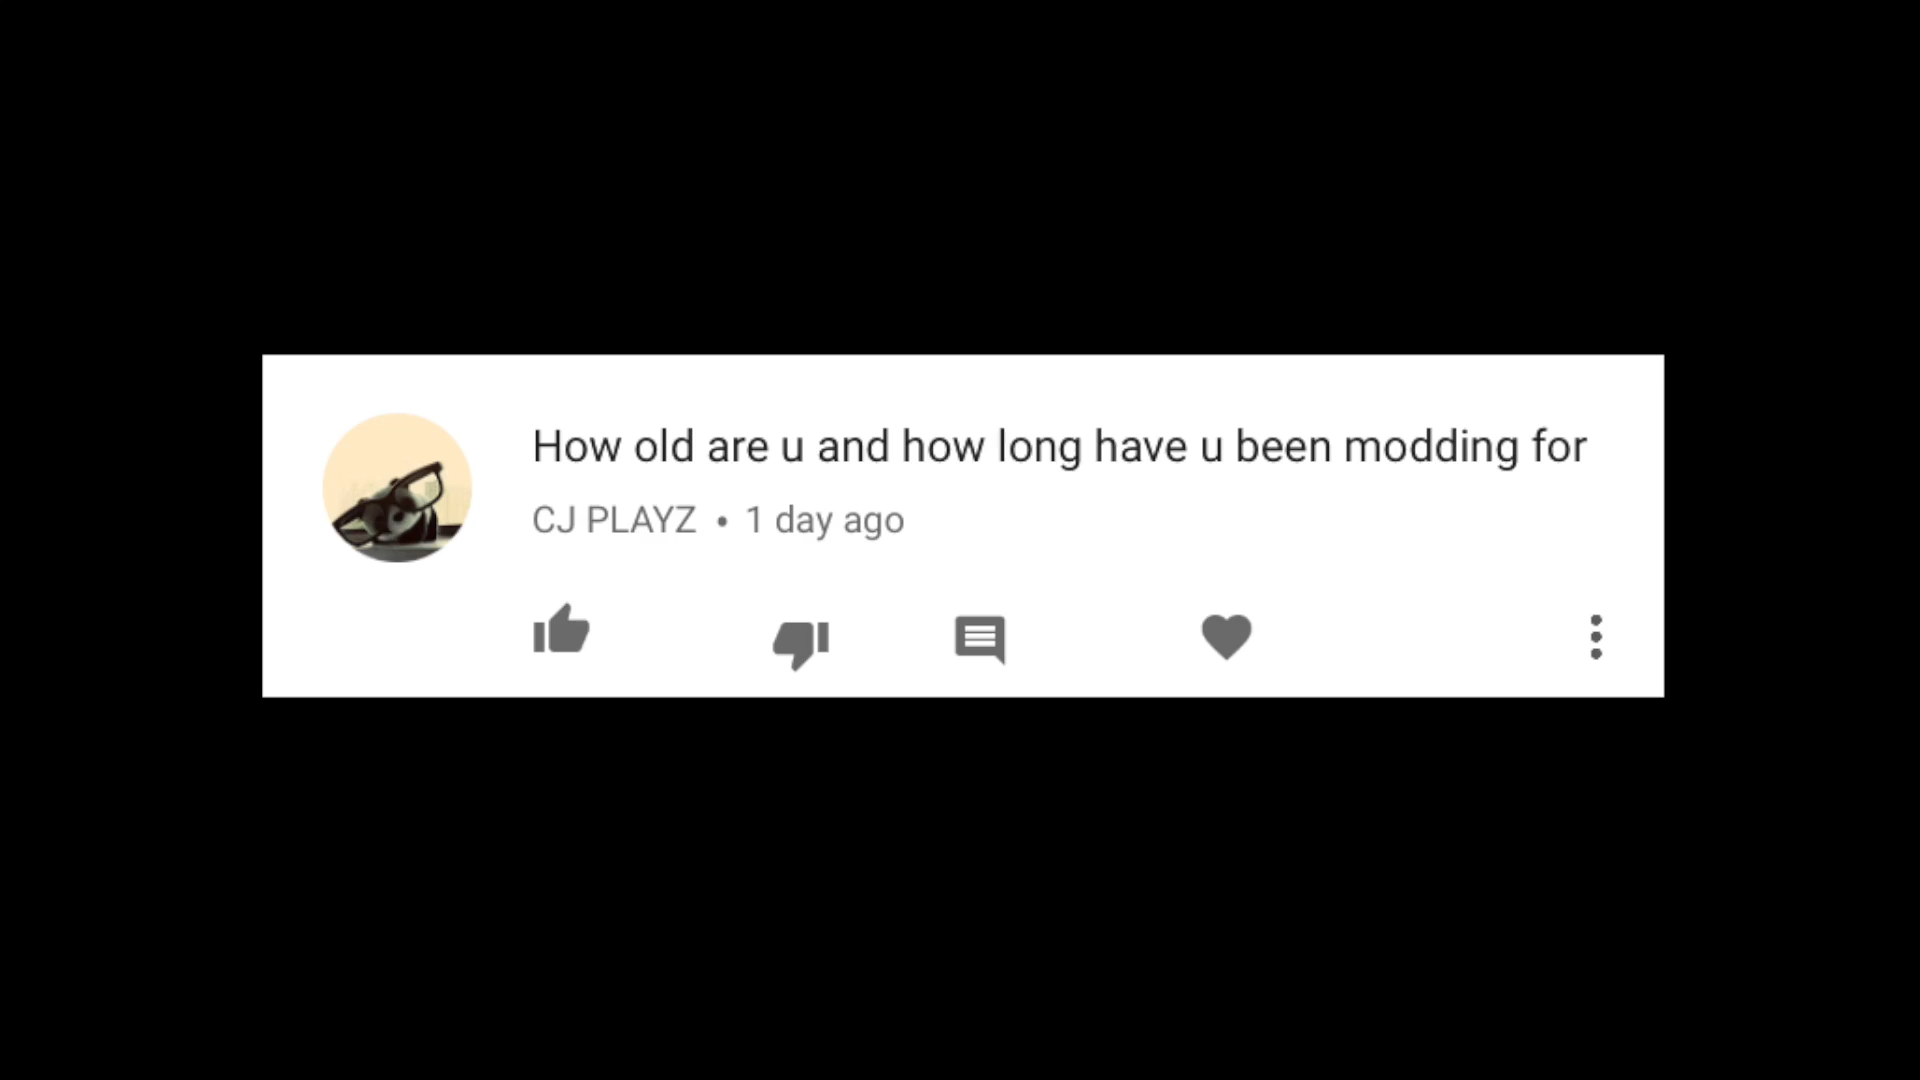 How old are u and how long have u been modding for
CJ PLAYZ • 1 day ago